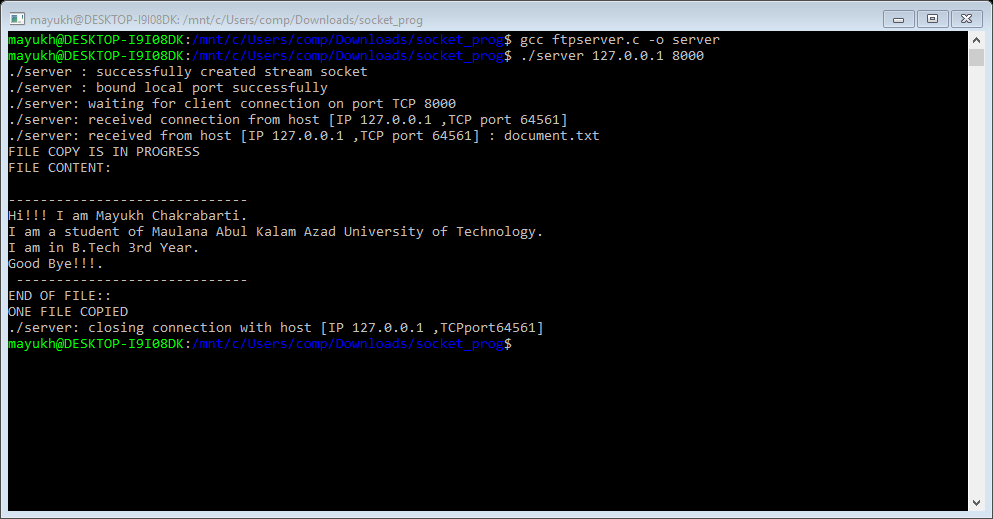 mayukh@DESKTOP-I9I08DK: /mnt/c/Users/comp/Downloads/socket_prog
mayukh@DESKTOP-I9I08DK:/mnt/c/Users/comp/Downloads/socket_prog$ gcc ftpserver.c -o server
mayukh@DESKTOP-I9I08DK:/mnt/c/Users/comp/Downloads/socket_prog$ ./server 127.0.0.1 8000
./server : successfully created stream socket
./server : bound local port successfully
./server: waiting for client connection on port TCP 8000
./server: received connection from host [IP 127.0.0.1 ,TCP port 64561]
./server: received from host [IP 127.0.0.1 ,TCP port 64561] : document.txt
FILE COPY IS IN PROGRESS
FILE CONTENT:
------------------------------
Hi!!! I am Mayukh Chakrabarti.
I am a student of Maulana Abul Kalam Azad University of Technology.
I am in B.Tech 3rd Year.
Good Bye!!!.
 -----------------------------
END OF FILE::
ONE FILE COPIED
./server: closing connection with host [IP 127.0.0.1 ,TCPport64561]
mayukh@DESKTOP-I9I08DK:/mnt/c/Users/comp/Downloads/socket_prog$